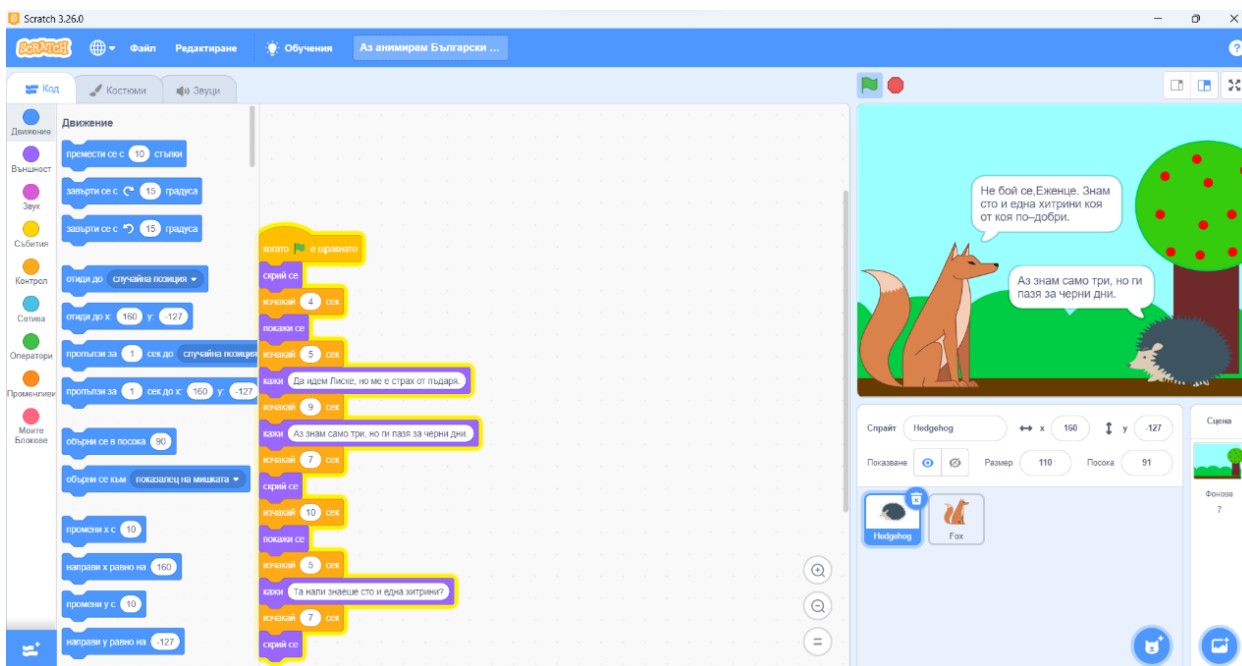 Scratch 3.26.0
SCRATCH
Файл
Редактиране
Обучения
Аз анимирам Български ...
?
Код
Костюми
Звуци
Движение
Външност
Звук
Събития
Контрол
Сетива
Оператори
Променливи
Моите
Блокове
Движение
премести се с 10 стъпки
завърти се с 15 градуса
завърти се с 15 градуса
отиди до случайна позиция
отиди до x: 160 y: -127
пропълзи за 1 сек до случайна позиция
пропълзи за 1 сек до x: 160 y: -127
обърни се в посока 90
обърни се към показалец на мишката
промени x с 10
направи x равно на 160
промени y с 10
направи y равно на -127
когато е щракнато
скрий се
изчакай 4 сек
покажи се
изчакай 5 сек
кажи Да идем Лиске, но ме е страх от пъдаря.
изчакай 9 сек
кажи Аз знам само три, но ги пазя за черни дни.
изчакай 7 сек
скрий се
изчакай 10 сек
покажи се
изчакай 5 сек
кажи Та нали знаеше сто и една хитрини?
изчакай 7 сек
скрий се
Не бой се,Еженце. Знам
сто и една хитрини коя
от коя по–добри.
Аз знам само три, но ги
пазя за черни дни.
Спрайт Hedgehog x 160 y -127
Показване Размер 110 Посока 91
Hedgehog
Fox
Сцена
Фонове
7